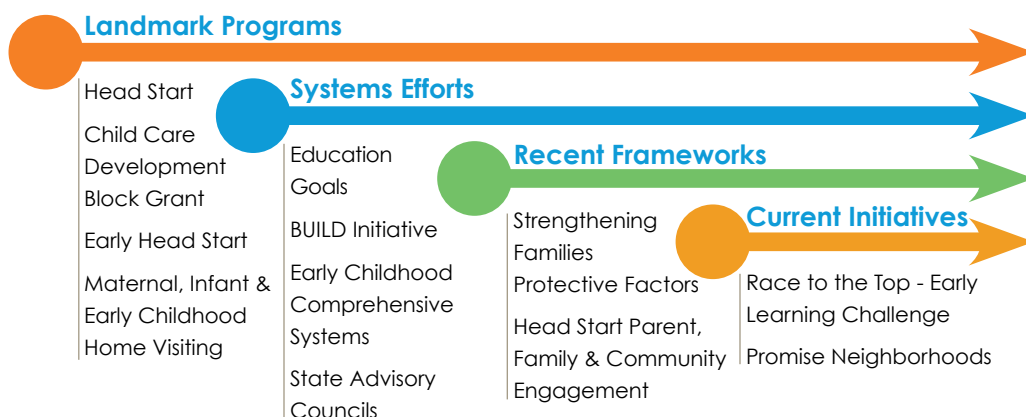 Landmark Programs
Head Start
Child Care
Development
Block Grant
Early Head Start
Maternal, Infant &
Early Childhood
Home Visiting
Systems Efforts
Education
Goals
BUILD Initiative
Early Childhood
Comprehensive
Systems
State Advisory
Councils
Recent Frameworks
Strengthening
Families
Protective Factors
Head Start Parent,
Family & Community
Engagement
Current Initiatives
Race to the Top - Early
Learning Challenge
Promise Neighborhoods